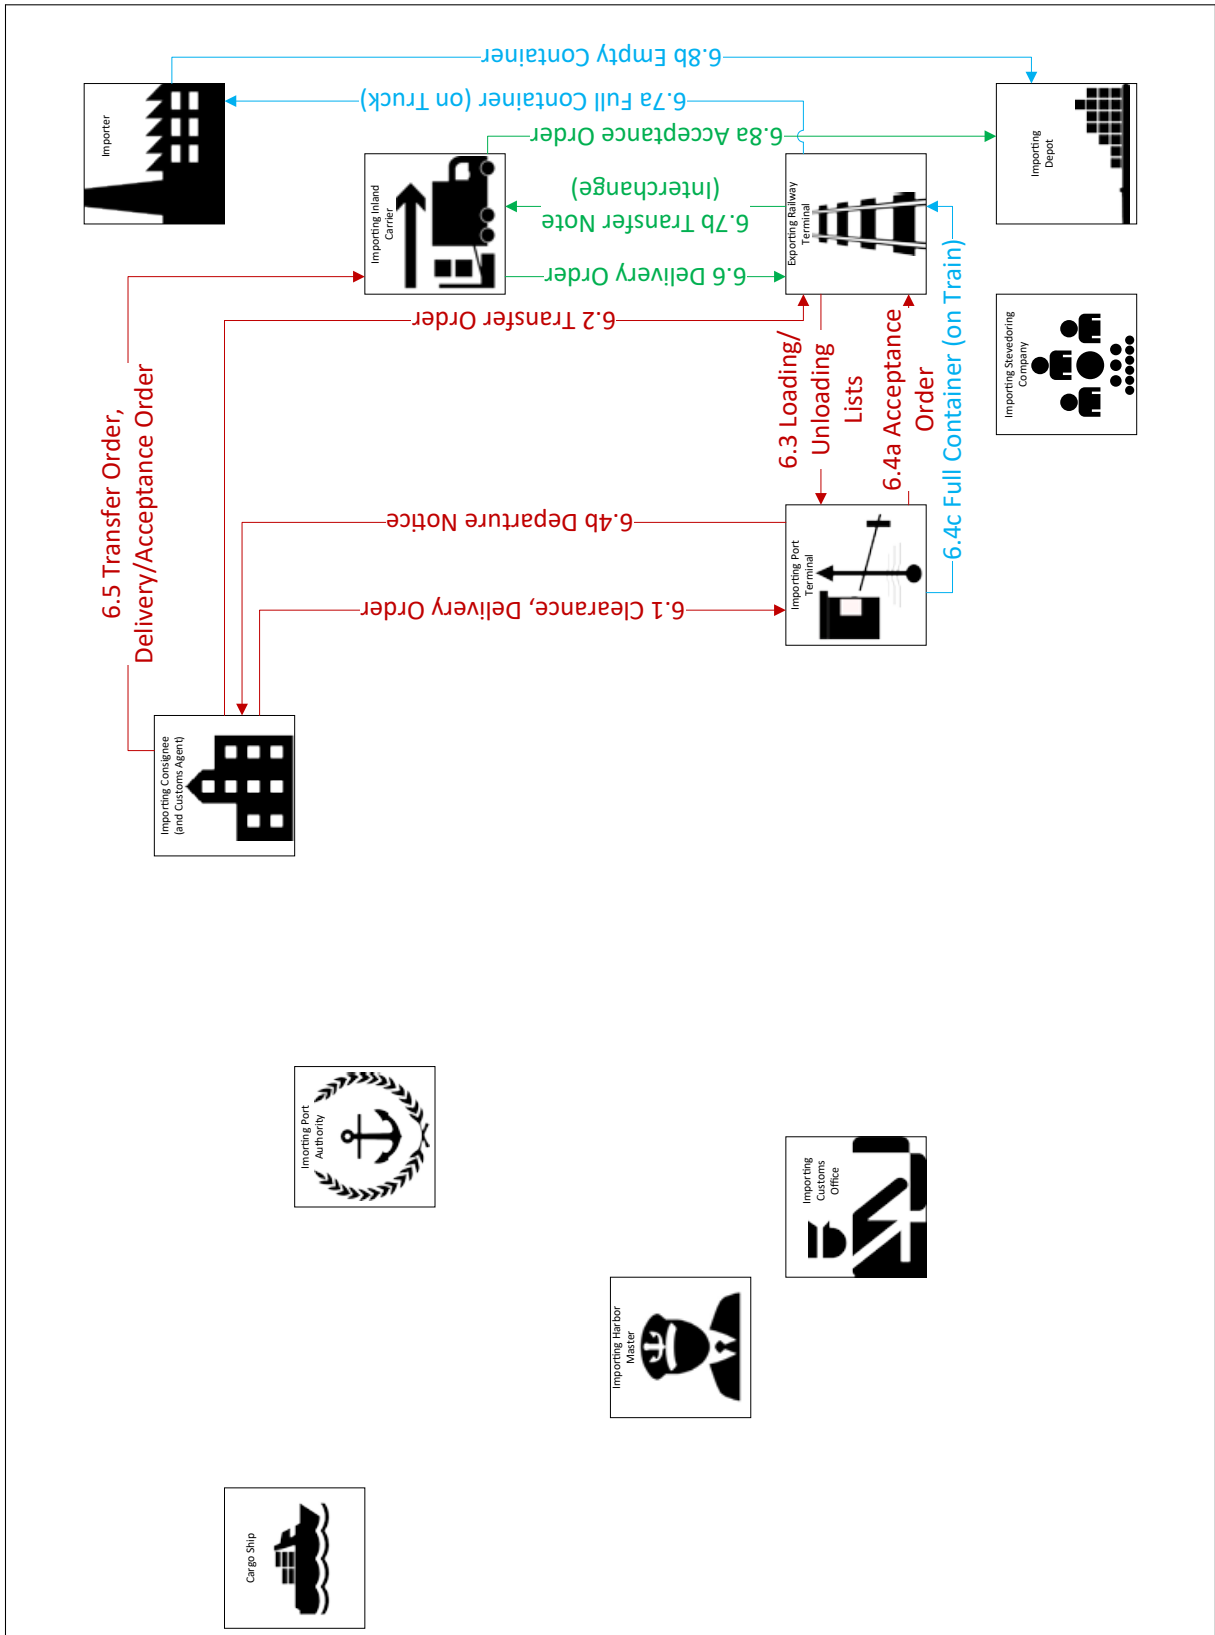 6.8b Empty Container
6.7a Full Container (on Truck)
Importer
6.8a Acceptance Order
Importing Inland
Carrier
6.7b Transfer Note
(Interchange)
Exporting Railway
Terminal
Importing
Depot
6.6 Delivery Order
6.2 Transfer Order
6.5 Transfer Order,
Delivery/Acceptance Order
6.3 Loading/
Unloading
Lists
6.4a Acceptance
Order
6.4c Full Container (on Train)
Importing Stevedoring
Company
6.4b Departure Notice
6.1 Clearance, Delivery Order
Importing Port
Terminal
Importing Consignee
(and Customs Agent)
Imorting Port
Authority
Importing
Customs
Office
Importing Harbor
Master
Cargo Ship